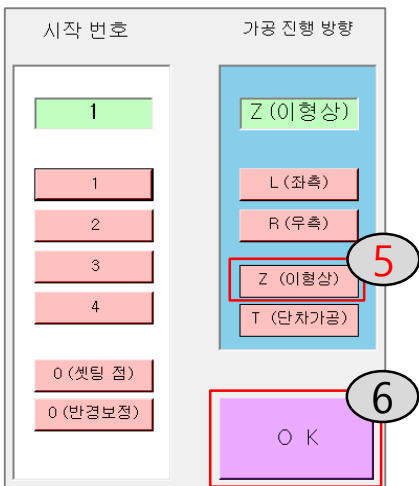 시작 번호
1
1
2
3
4
0 (셋팅 점)
0 (반경보정)
가공 진행 방향
Z (이형상)
L (좌측)
R (우측)
Z (이형상)
5
T (단차가공)
6
O K